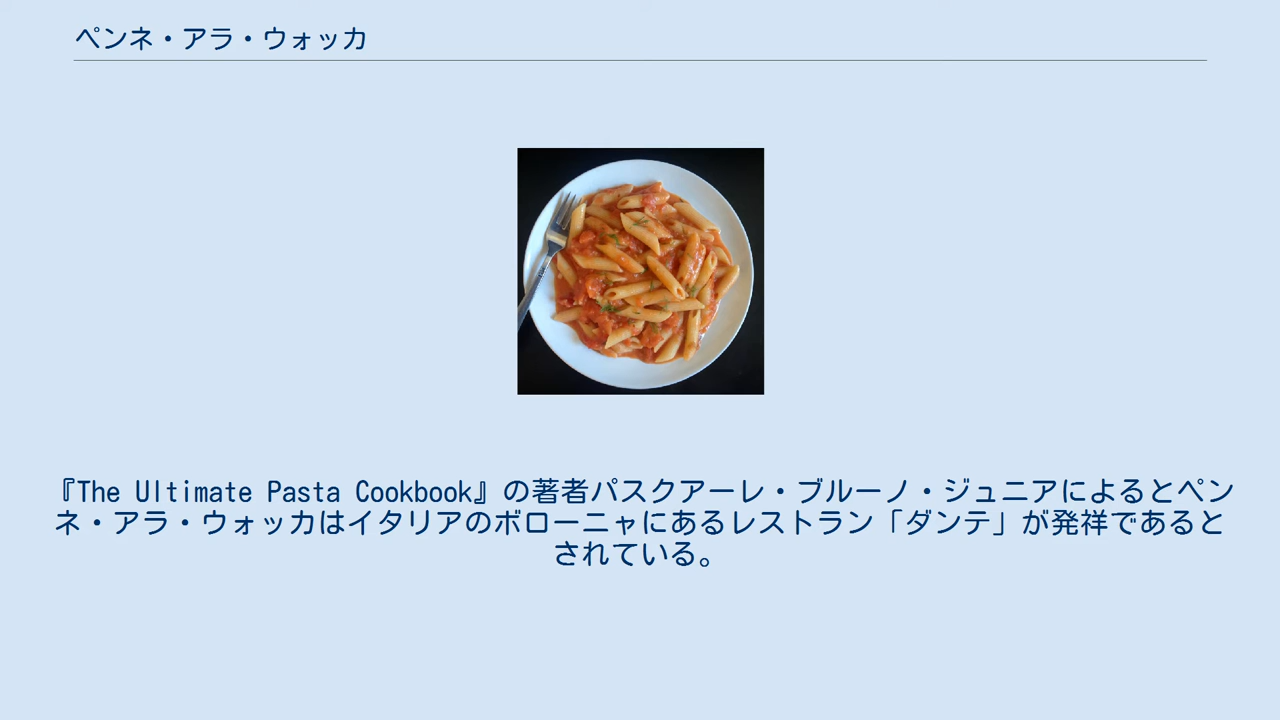 ペンネ・アラ・ウォッカ
『The Ultimate Pasta Cookbook』の著者パスクアーレ・ブルーノ・ジュニアによるとペン
ネ・アラ・ウォッカはイタリアのボローニャにあるレストラン「ダンテ」が発祥であると
されている。